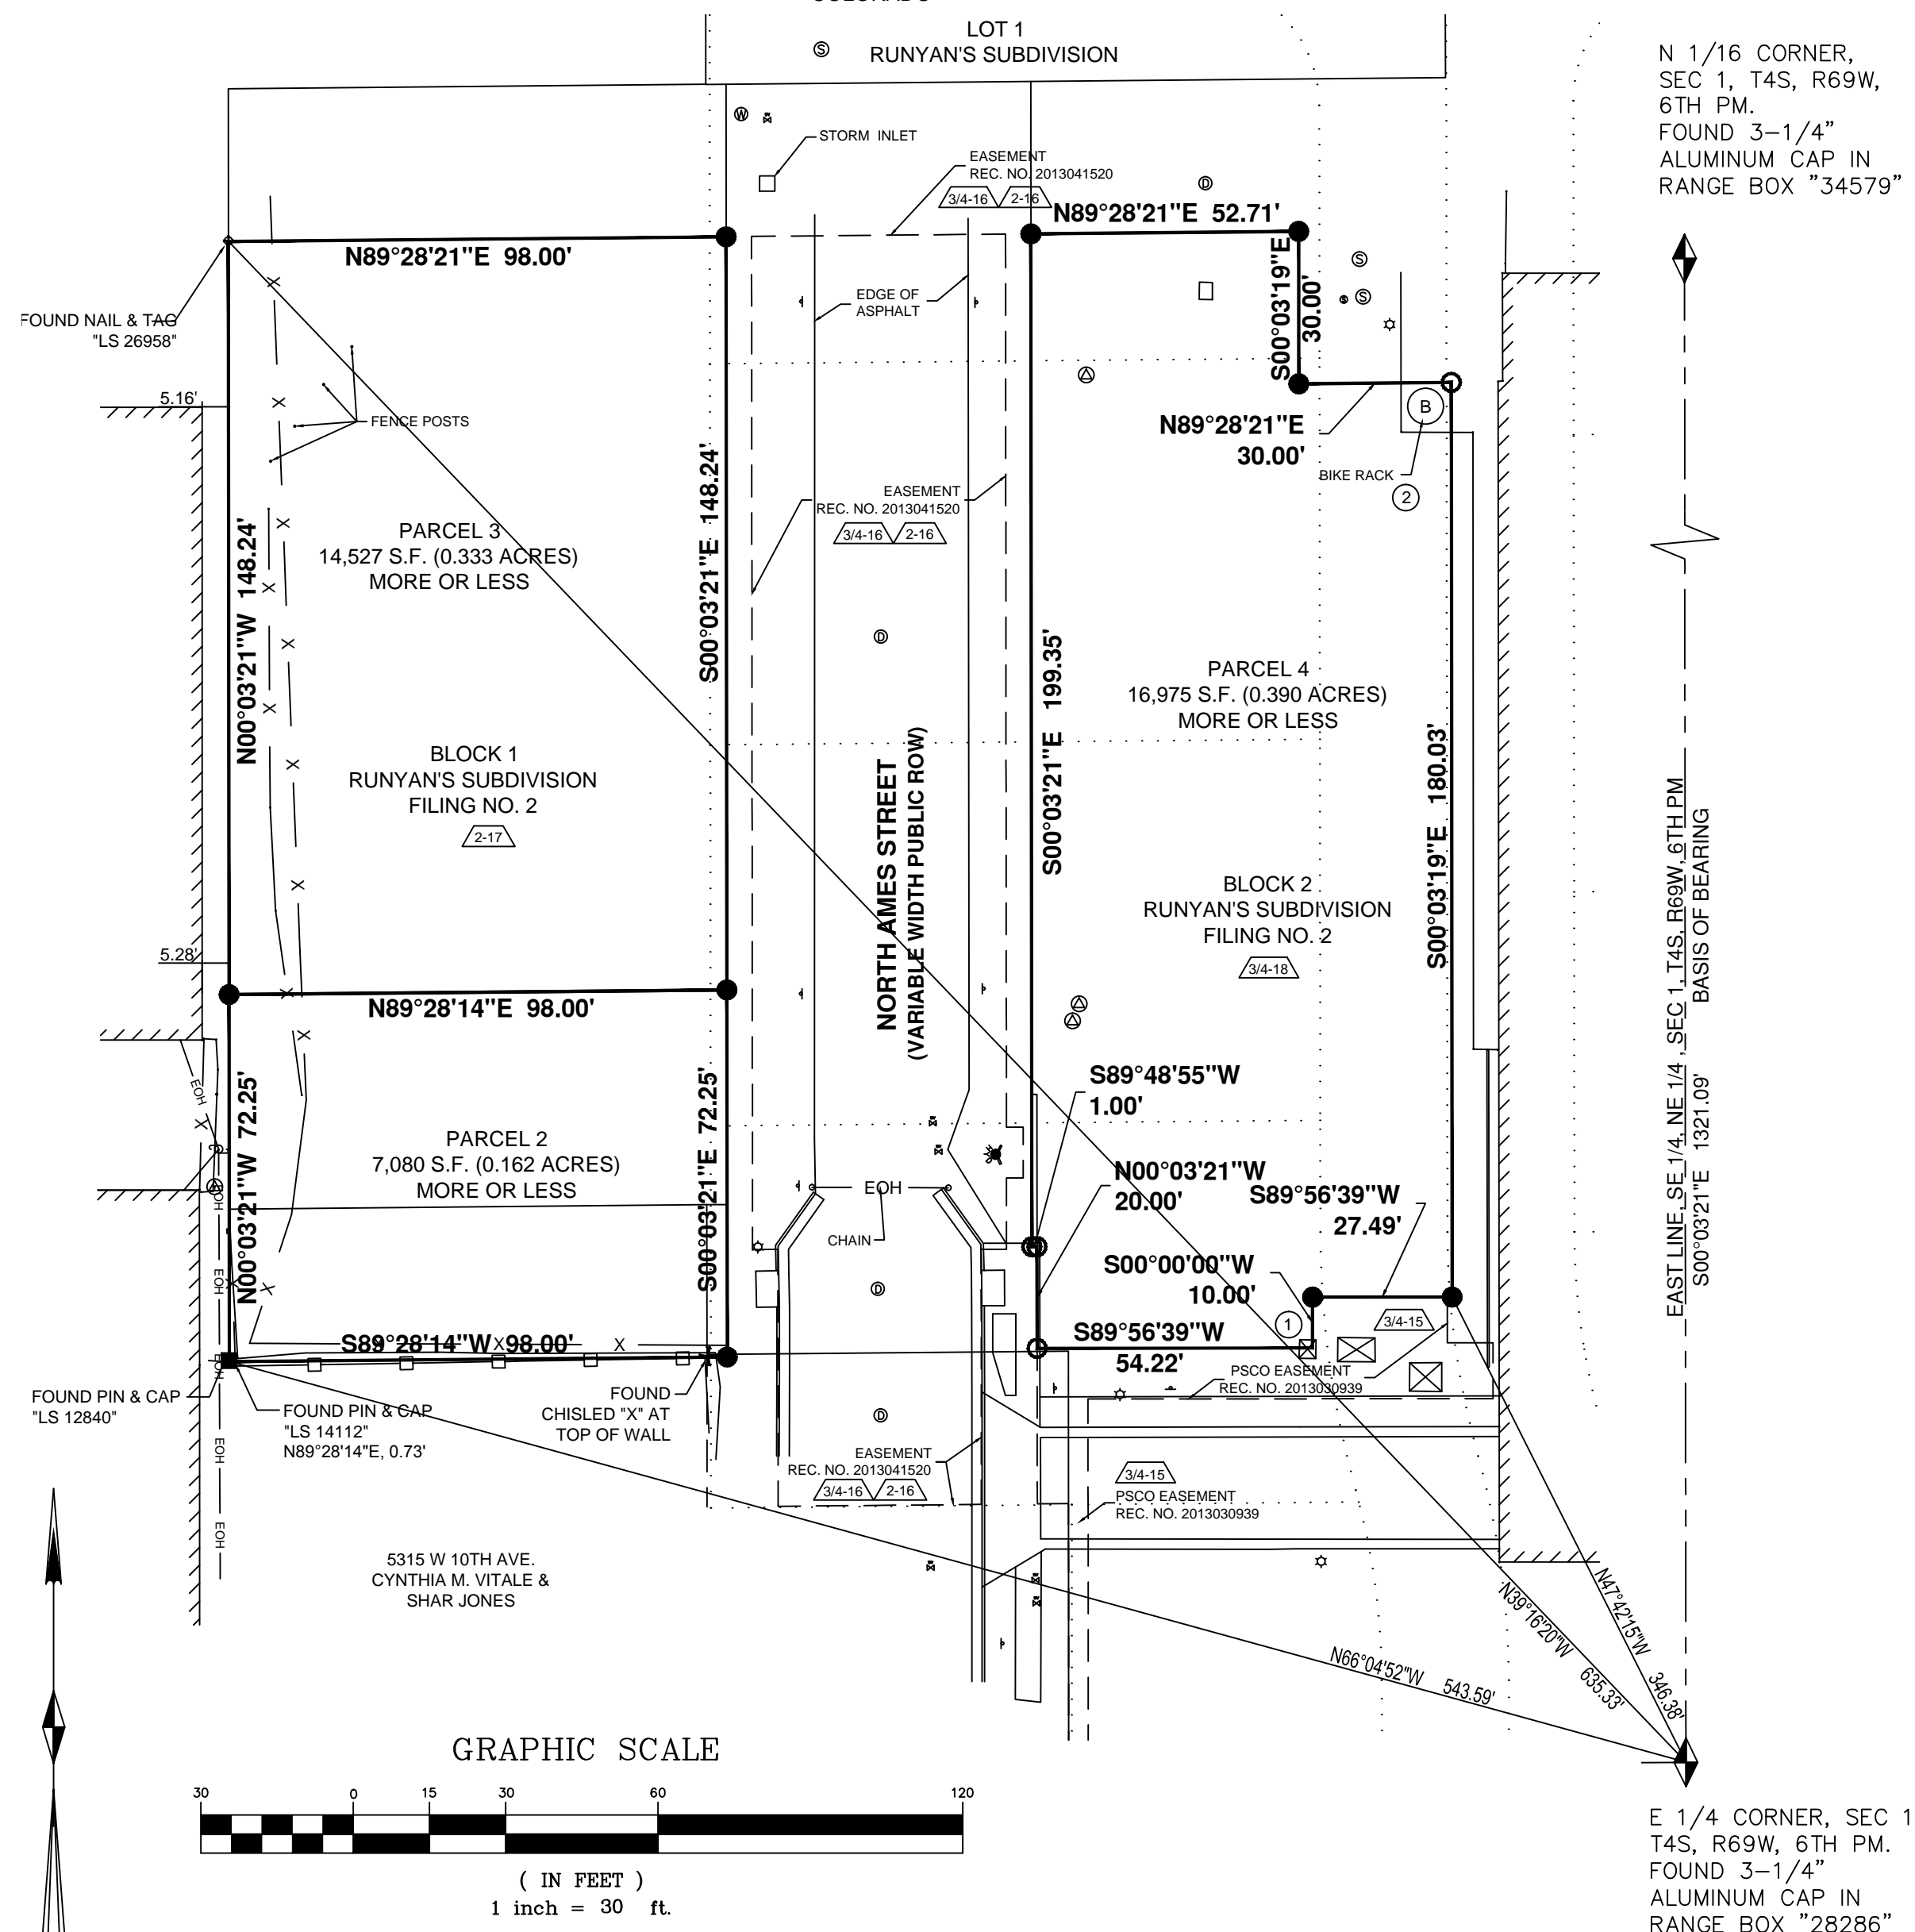 LOT 1
RUNYAN'S SUBDIVISION
N 1/16 CORNER,
SEC 1, T4S, R69W,
6TH PM.
FOUND 3-1/4"
ALUMINUM CAP IN
RANGE BOX "34579"
S
W
STORM INLET
EASEMENT
REC. NO. 2013041520
3/4-16
2-16
D
N89°28'21"E 52.71'
N89°28'21"E 98.00'
S00°03'19"E
30.00'
S
S
S
EDGE OF
ASPHALT
FOUND NAIL & TAG
"LS 26958"
5.16'
FENCE POSTS
B
N89°28'21"E
30.00'
BIKE RACK
2
S00°03'21"E 148.24'
EASEMENT
REC. NO. 2013041520
3/4-16
2-16
N00°03'21"W 148.24'
PARCEL 3
14,527 S.F. (0.333 ACRES)
MORE OR LESS
D
S00°03'21"E 199.35'
PARCEL 4
16,975 S.F. (0.390 ACRES)
MORE OR LESS
BLOCK 1
RUNYAN'S SUBDIVISION
FILING NO. 2
2-17
NORTH AMES STREET
(VARIABLE WIDTH PUBLIC ROW)
S00°03'19"E 180.03'
BLOCK 2
RUNYAN'S SUBDIVISION
FILING NO. 2
3/4-18
EAST LINE, SE 1/4, NE 1/4, SEC 1, T4S, R69W, 6TH PM
BASIS OF BEARING
S00°03'21"E 1321.09'
5.28'
N89°28'14"E 98.00'
S89°48'55"W
1.00'
EOH
N00°03'21"W 72.25'
S00°03'21"E 72.25'
PARCEL 2
7,080 S.F. (0.162 ACRES)
MORE OR LESS
EOH
EOH
CHAIN
N00°03'21"W
20.00'
S89°56'39"W
27.49'
S00°00'00"W
10.00'
D
EOH
1
3/4-15
S89°28'14"W 98.00'
S89°56'39"W
54.22'
EOH
PSCO EASEMENT
REC. NO. 2013030939
FOUND PIN & CAP
"LS 12840"
FOUND PIN & CAP
"LS 14112"
N89°28'14"E, 0.73'
FOUND
CHISLED "X" AT
TOP OF WALL
D
EOH
EASEMENT
REC. NO. 2013041520
3/4-16
2-16
3/4-15
PSCO EASEMENT
REC. NO. 2013030939
EOH
5315 W 10TH AVE.
CYNTHIA M. VITALE &
SHAR JONES
N47°42'15"W 346.38'
N39°16'20"W 635.33'
N66°04'52"W 543.59'
GRAPHIC SCALE
30 0 15 30 60 120
( IN FEET )
1 inch = 30 ft.
E 1/4 CORNER, SEC 1
T4S, R69W, 6TH PM.
FOUND 3-1/4"
ALUMINUM CAP IN
RANGE BOX "28286"